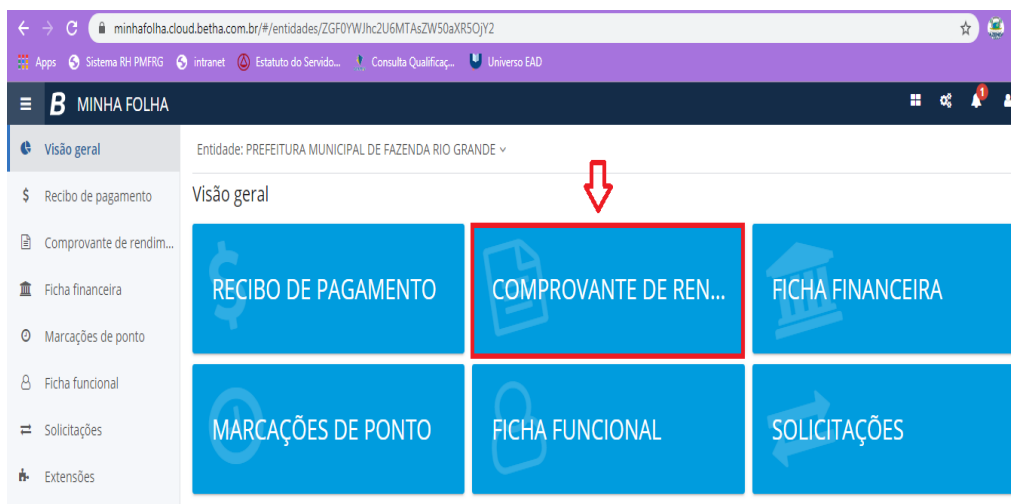 minhafolha.cloud.betha.com.br/#/entidades/ZGF0YWJhc2U6MTAsZW50aXR5OjY2
Apps Sistema RH PMFRG intranet Estatuto do Servido... Consulta Qualificaç... Universo EAD
B MINHA FOLHA 1
Visão geral
Recibo de pagamento
Comprovante de rendim...
Ficha financeira
Marcações de ponto
Ficha funcional
Solicitações
Extensões
Entidade: PREFEITURA MUNICIPAL DE FAZENDA RIO GRANDE
Visão geral
RECIBO DE PAGAMENTO
COMPROVANTE DE REN...
FICHA FINANCEIRA
MARCAÇÕES DE PONTO
FICHA FUNCIONAL
SOLICITAÇÕES